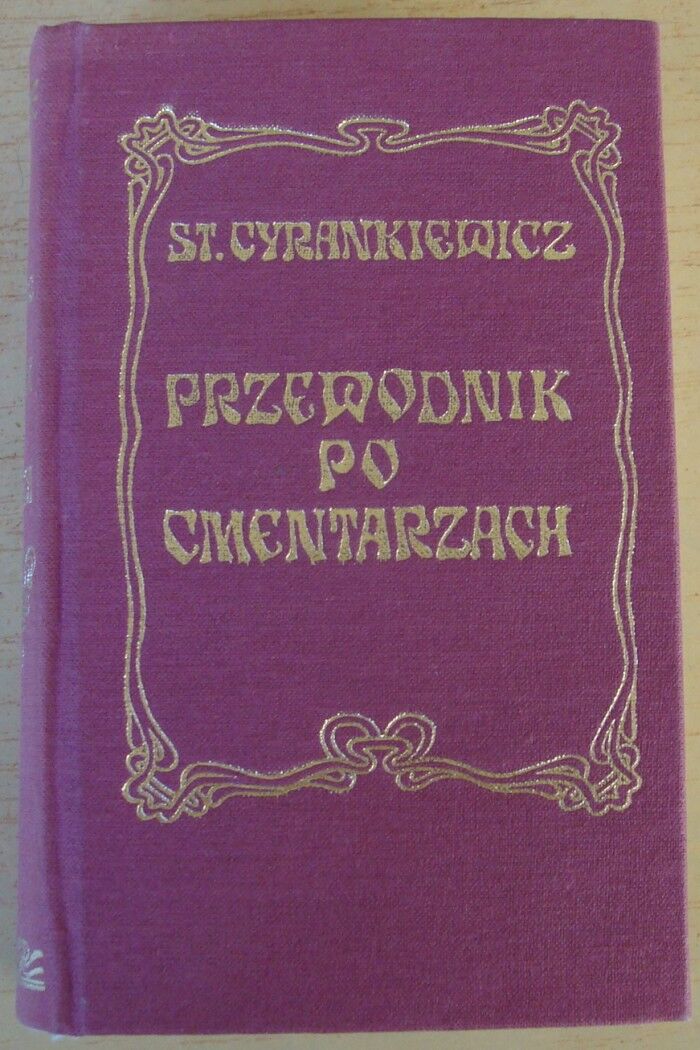 ST. CYRANKIEWICZ
PRZEWODNIK
PO
CMENTARZACH